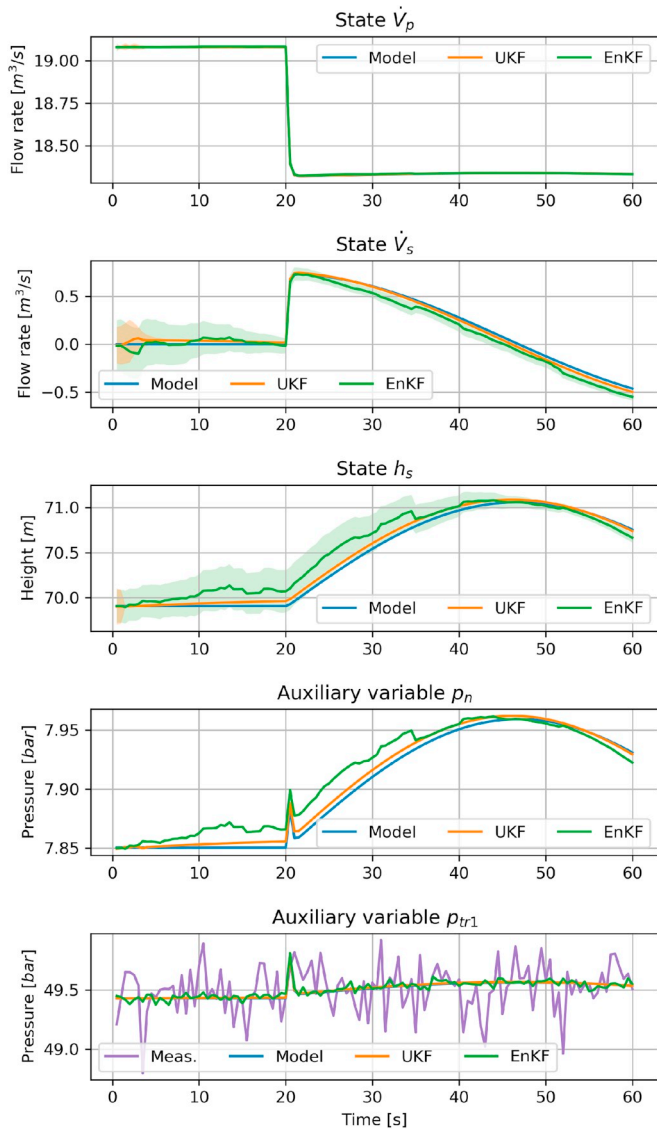 State V̇ₚ
Flow rate [m³/s]
19.00
18.75
18.50
Model UKF EnKF
0 10 20 30 40 50 60
State V̇ₛ
Flow rate [m³/s]
0.5
0.0
−0.5
Model UKF EnKF
0 10 20 30 40 50 60
State hₛ
Height [m]
71.0
70.5
70.0
Model UKF EnKF
0 10 20 30 40 50 60
Auxiliary variable pₙ
Pressure [bar]
7.95
7.90
7.85
Model UKF EnKF
0 10 20 30 40 50 60
Auxiliary variable p_{tr1}
Pressure [bar]
49.5
49.0
Meas. Model UKF EnKF
0 10 20 30 40 50 60
Time [s]